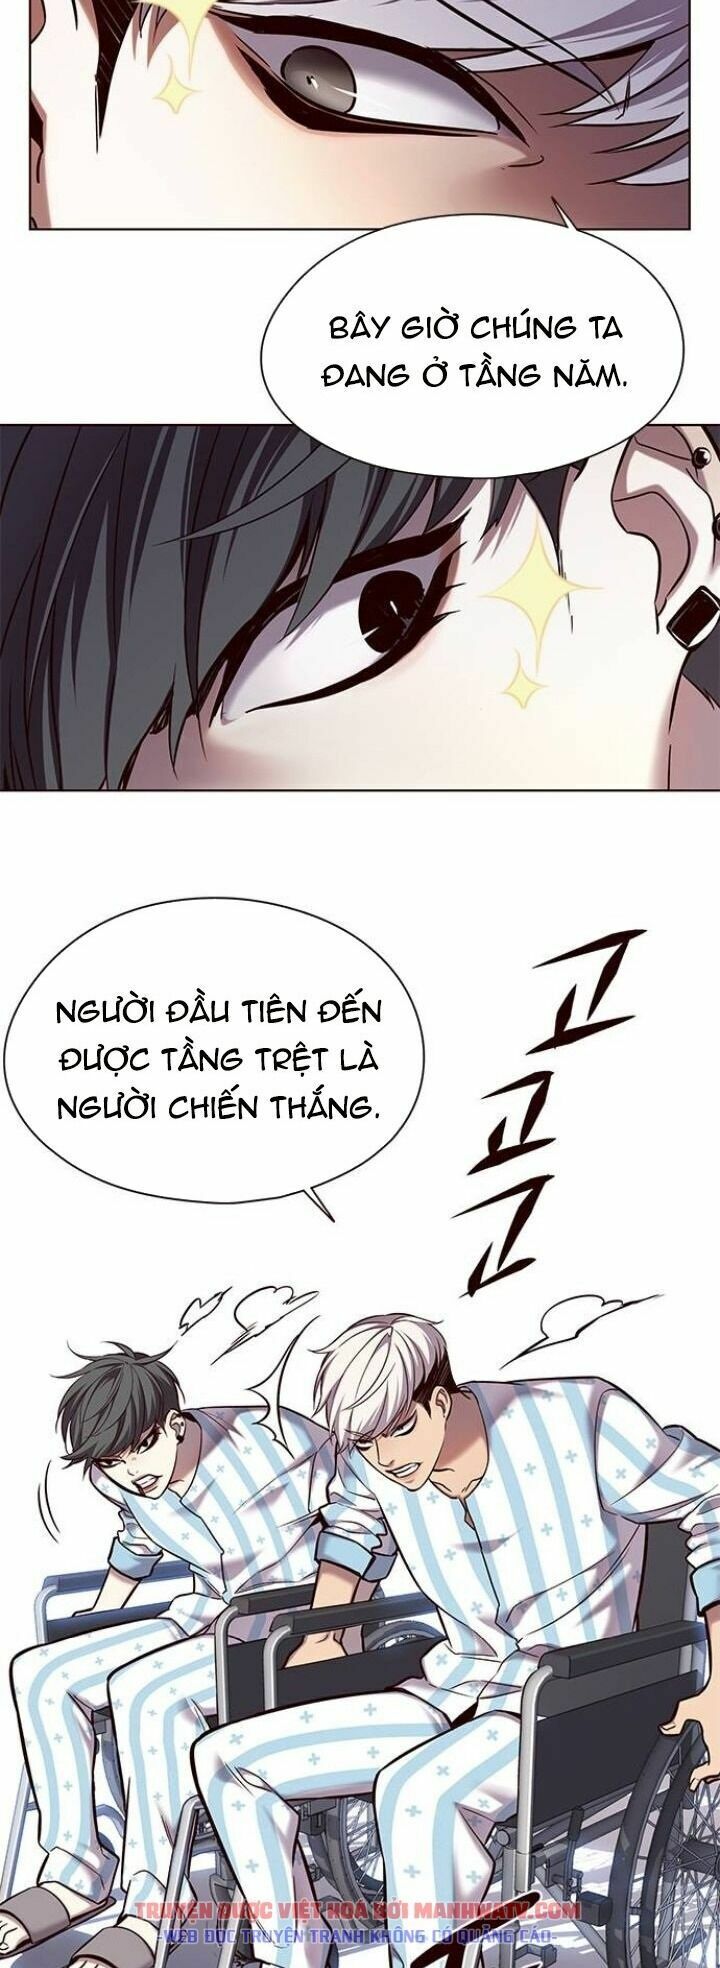 BÂY GIỜ CHÚNG TA
ĐANG Ở TẦNG NĂM.
NGƯỜI ĐẦU TIÊN ĐẾN
ĐƯỢC TẦNG TRỆT LÀ
NGƯỜI CHIẾN THẮNG.
고
고
고
TRUYỆN ĐƯỢC VIỆT HOÁ BỞI MANHWATV.COM
-WEB ĐỌC TRUYỆN TRANH KHÔNG CÓ QUẢNG CÁO-